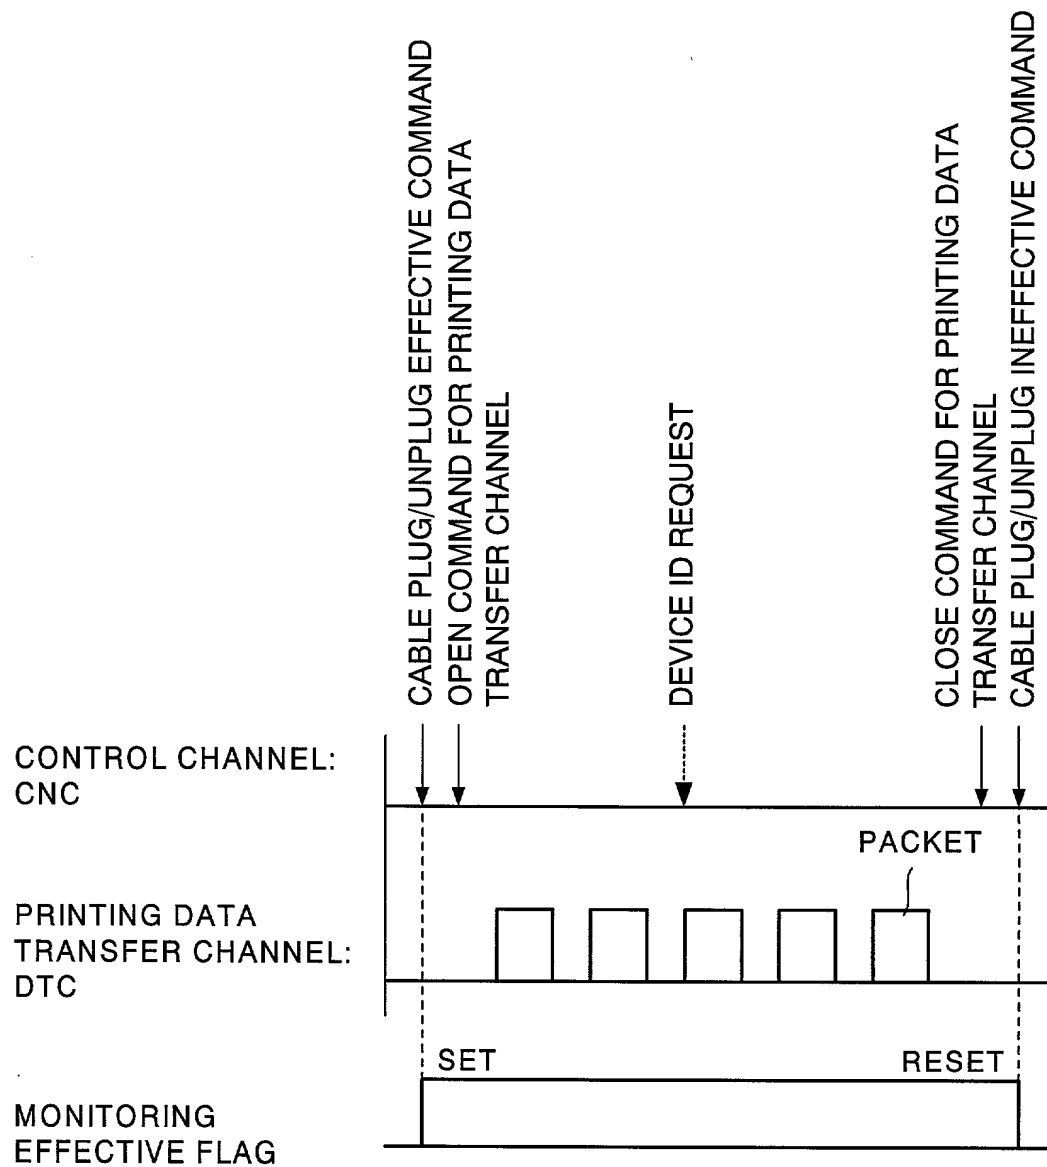 CABLE PLUG/UNPLUG EFFECTIVE COMMAND
OPEN COMMAND FOR PRINTING DATA
TRANSFER CHANNEL
DEVICE ID REQUEST
CLOSE COMMAND FOR PRINTING DATA
TRANSFER CHANNEL
CABLE PLUG/UNPLUG INEFFECTIVE COMMAND
CONTROL CHANNEL:
CNC
PACKET
PRINTING DATA
TRANSFER CHANNEL:
DTC
SET
RESET
MONITORING
EFFECTIVE FLAG